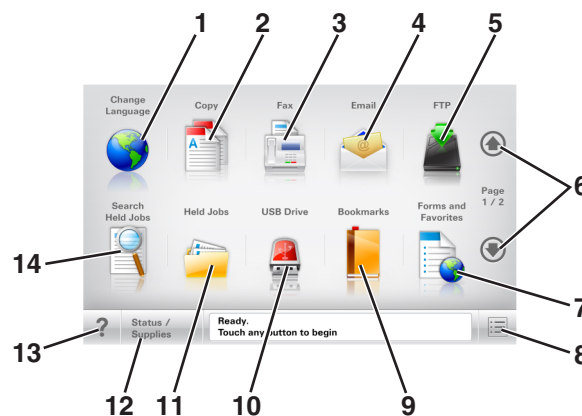 1 2 3 4 5
Change
Language
Copy
Fax
Email
FTP
A
@
6
Page
1 / 2
Search
Held Jobs
Held Jobs
USB Drive
Bookmarks
Forms and
Favorites
14
7
?
Status /
Supplies
Ready.
Touch any button to begin
8
13
12
11
10
9